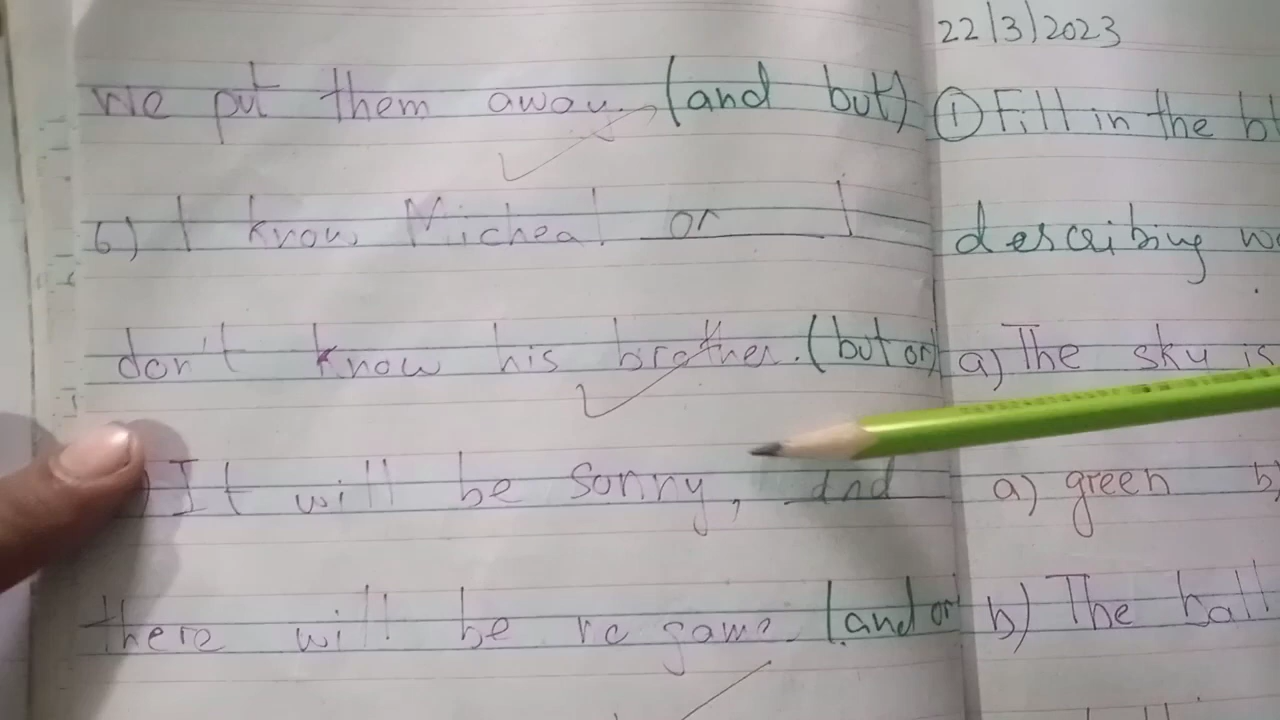 we put them away. (and but)
6) I know Micheal or I
don't know his brother. (but or)
) It will be sonny, and
there will be no game. (and or
22/3/2023
① Fill in the bl
describing wo
a) The sky is
a) green b)
b) The ball